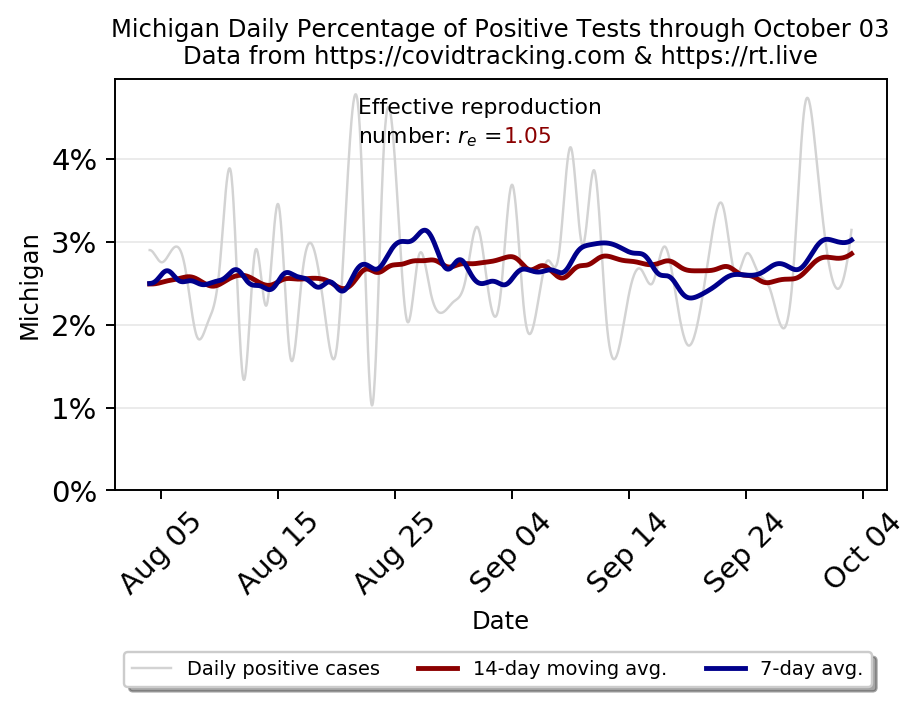 Michigan Daily Percentage of Positive Tests through October 03
Data from https://covidtracking.com & https://rt.live
Effective reproduction
number: rₑ =1.05
4%
3%
2%
1%
0%
Michigan
Aug 05
Aug 15
Aug 25
Sep 04
Sep 14
Sep 24
Oct 04
Date
Daily positive cases
14-day moving avg.
7-day avg.